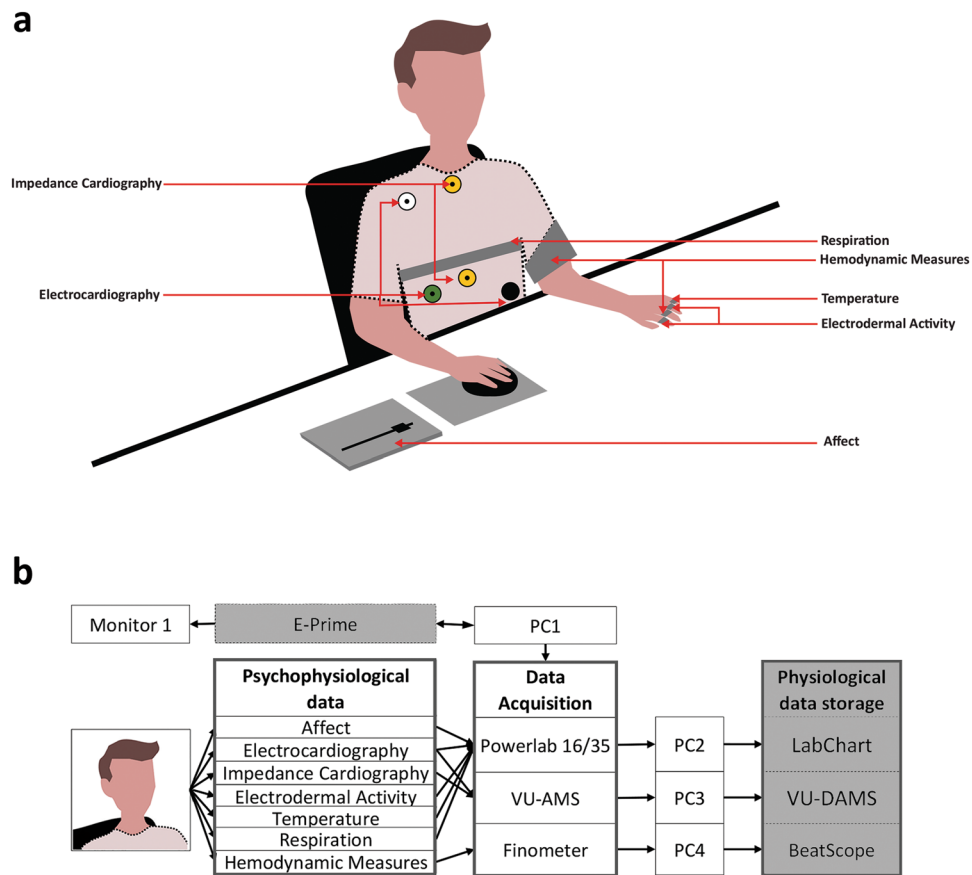 a
Impedance Cardiography
Electrocardiography
Respiration
Hemodynamic Measures
Temperature
Electrodermal Activity
Affect
b
Monitor 1
E-Prime
PC1
Psychophysiological
data
Affect
Electrocardiography
Impedance Cardiography
Electrodermal Activity
Temperature
Respiration
Hemodynamic Measures
Data
Acquisition
Powerlab 16/35
VU-AMS
Finometer
PC2
PC3
PC4
Physiological
data storage
LabChart
VU-DAMS
BeatScope